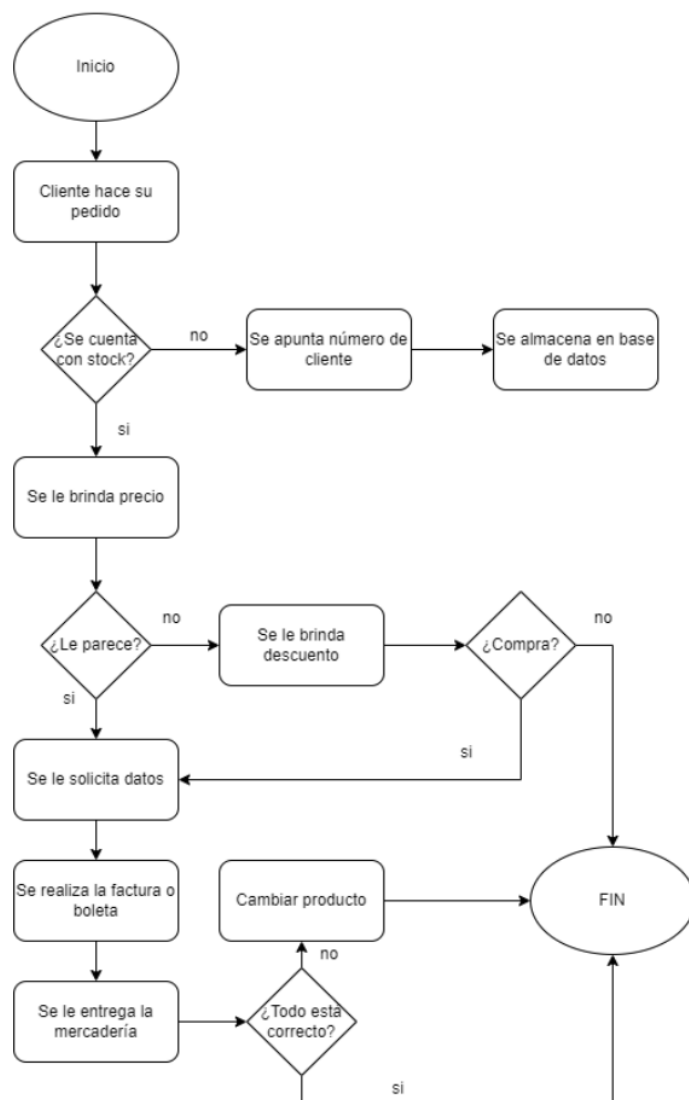 Inicio
Cliente hace su
pedido
¿Se cuenta
con stock?
no
Se apunta número de
cliente
Se almacena en base
de datos
si
Se le brinda precio
¿Le parece?
no
Se le brinda
descuento
¿Compra?
no
si
si
Se le solicita datos
Se realiza la factura o
boleta
Cambiar producto
FIN
no
Se le entrega la
mercadería
¿Todo está
correcto?
si